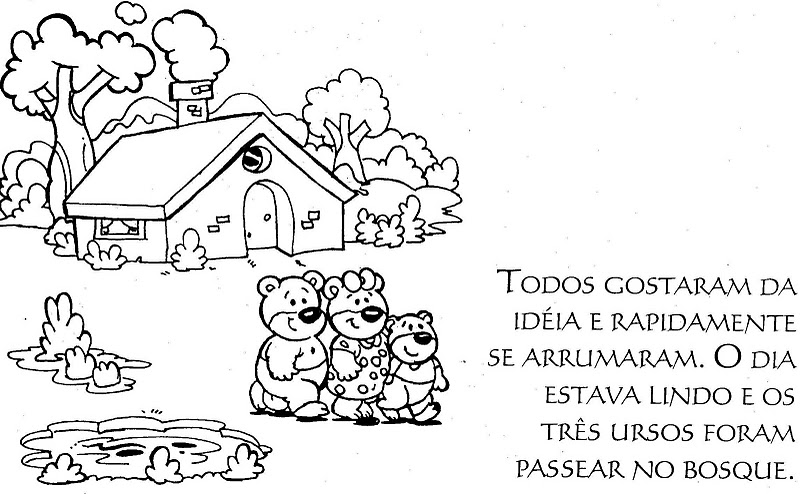 TODOS GOSTARAM DA
IDÉIA E RAPIDAMENTE
SE ARRUMARAM. O DIA
ESTAVA LINDO E OS
TRÊS URSOS FORAM
PASSEAR NO BOSQUE.